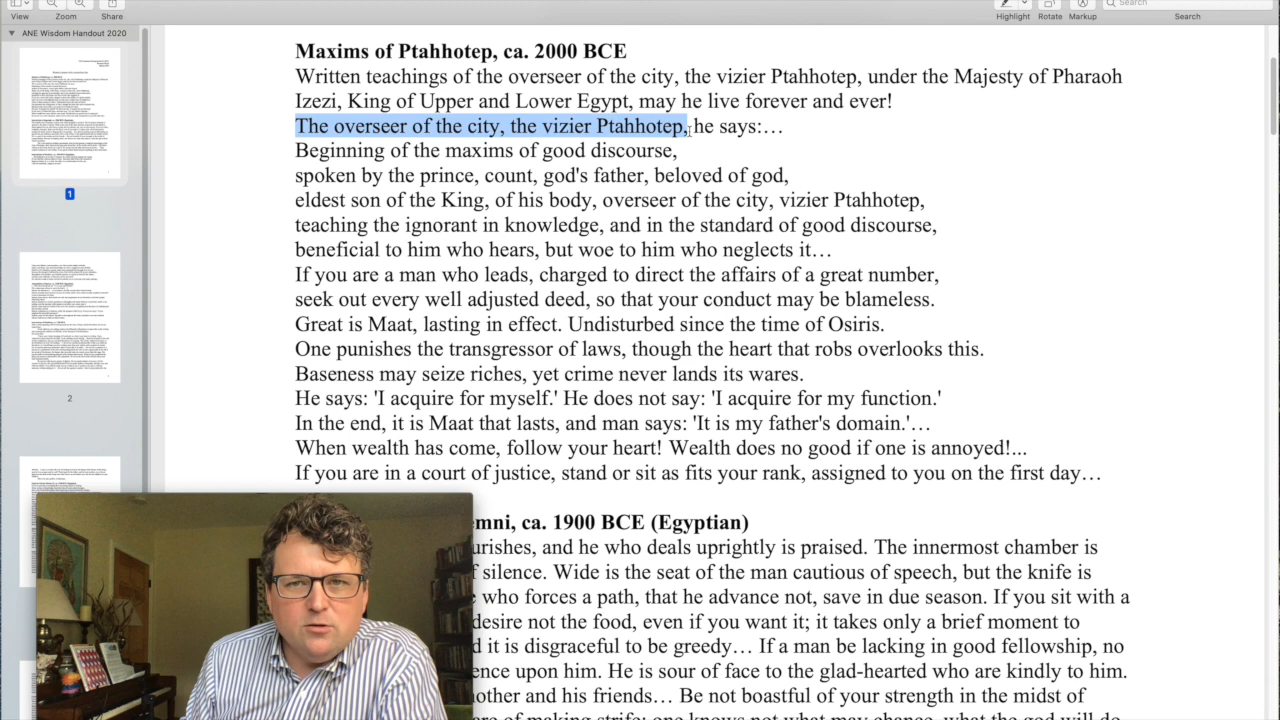 View
Zoom
Share
Highlight
Rotate
Markup
Search
Search
ANE Wisdom Handout 2020
1
2
Maxims of Ptahhotep, ca. 2000 BCE
Written teachings of the overseer of the city, the vizier Ptahhotep, under the Majesty of Pharaoh
Izezi, King of Upper and Lower Egypt, may he live forever and ever!
The overseer of the city, the vizier Ptahhotep, he says:…
Beginning of the maxims of good discourse,
spoken by the prince, count, god's father, beloved of god,
eldest son of the King, of his body, overseer of the city, vizier Ptahhotep,
teaching the ignorant in knowledge, and in the standard of good discourse,
beneficial to him who hears, but woe to him who neglects it…
If you are a man who leads, charged to direct the affairs of a great number,
seek out every well adjusted deed, so that your conduct may be blameless.
Great is Maat, lasting in effect. Undisturbed since the time of Osiris.
One punishes the transgressor of laws, though the heart that robs overlooks this.
Baseness may seize riches, yet crime never lands its wares.
He says: 'I acquire for myself.' He does not say: 'I acquire for my function.'
In the end, it is Maat that lasts, and man says: 'It is my father's domain.'…
When wealth has come, follow your heart! Wealth does no good if one is annoyed!...
If you are in a court of justice, stand or sit as fits your rank, assigned to you on the first day…
emni, ca. 1900 BCE (Egyptian)
urishes, and he who deals uprightly is praised. The innermost chamber is
f silence. Wide is the seat of the man cautious of speech, but the knife is
who forces a path, that he advance not, save in due season. If you sit with a
desire not the food, even if you want it; it takes only a brief moment to
d it is disgraceful to be greedy… If a man be lacking in good fellowship, no
ence upon him. He is sour of face to the glad-hearted who are kindly to him.
other and his friends… Be not boastful of your strength in the midst of
are of making strife: one knows not what may chance, what the god will do